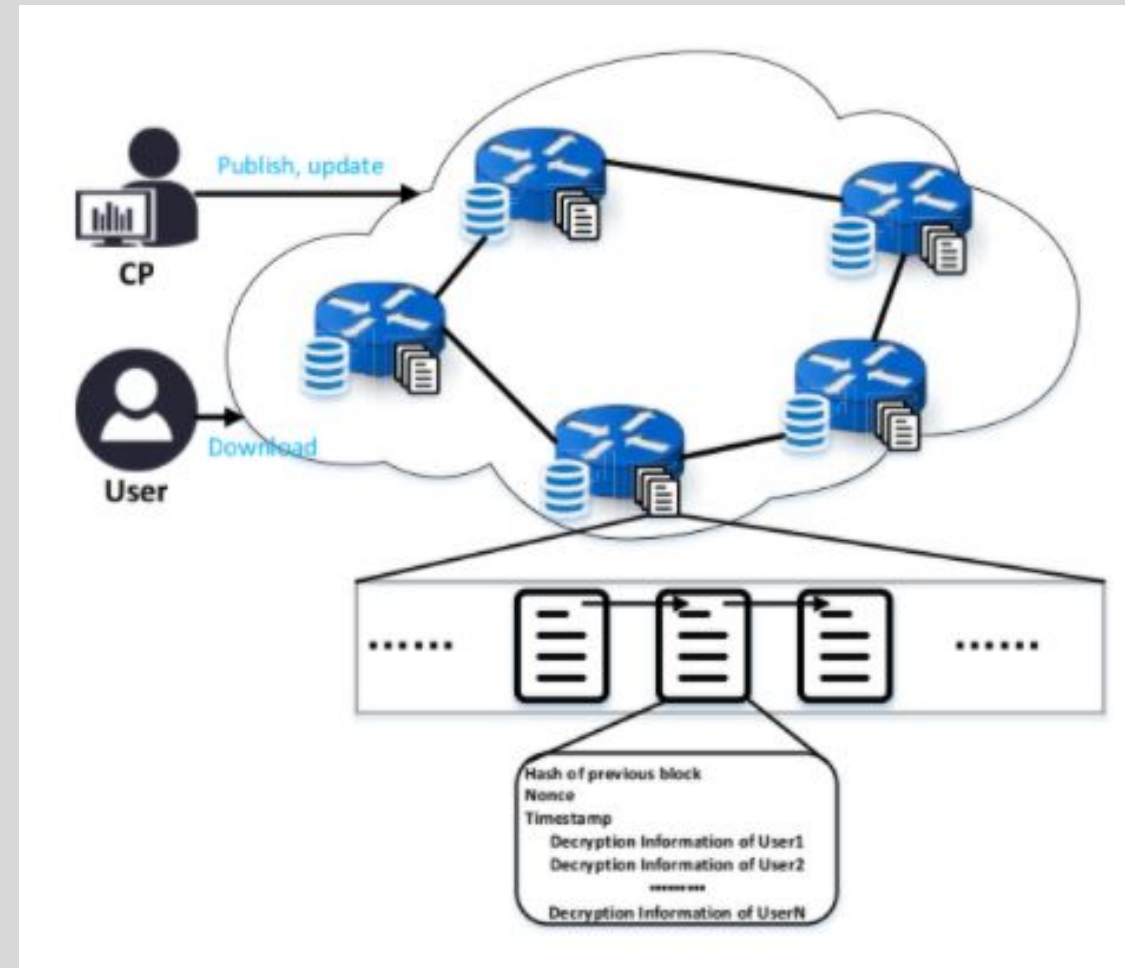 Publish, update
CP
Download
User
......
......
Hash of previous block
Nonce
Timestamp
Decryption Information of User1
Decryption Information of User2
.........
Decryption Information of UserN